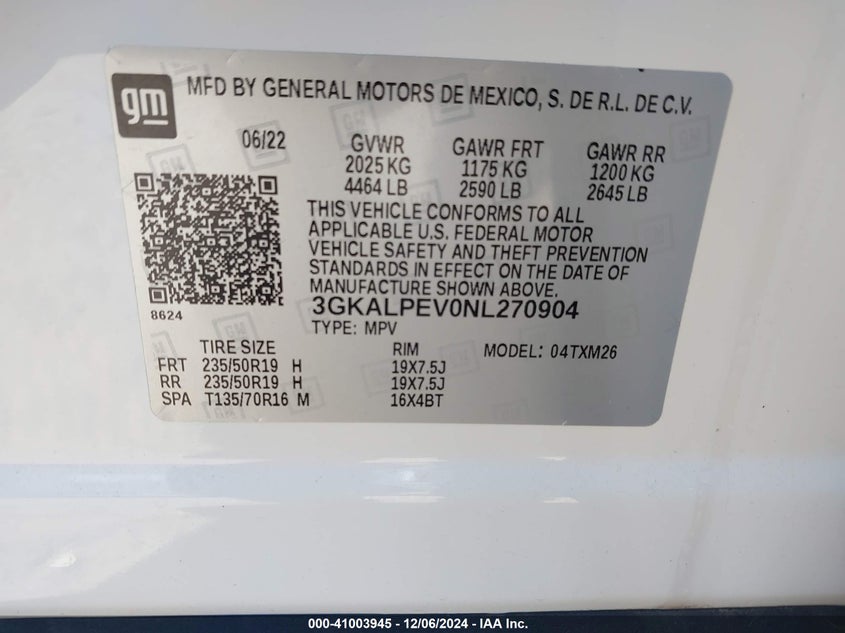 gm
MFD BY GENERAL MOTORS DE MEXICO, S. DE R.L. DE C.V.
06/22 GVWR GAWR FRT GAWR RR
2025 KG 1175 KG 1200 KG
4464 LB 2590 LB 2645 LB
THIS VEHICLE CONFORMS TO ALL
APPLICABLE U.S. FEDERAL MOTOR
VEHICLE SAFETY AND THEFT PREVENTION
STANDARDS IN EFFECT ON THE DATE OF
MANUFACTURE SHOWN ABOVE.
8624 3GKALPEV0NL270904
TYPE: MPV
TIRE SIZE RIM MODEL: 04TXM26
FRT 235/50R19 H 19X7.5J
RR 235/50R19 H 19X7.5J
SPA T135/70R16 M 16X4BT
000-41003945 - 12/06/2024 - IAA Inc.